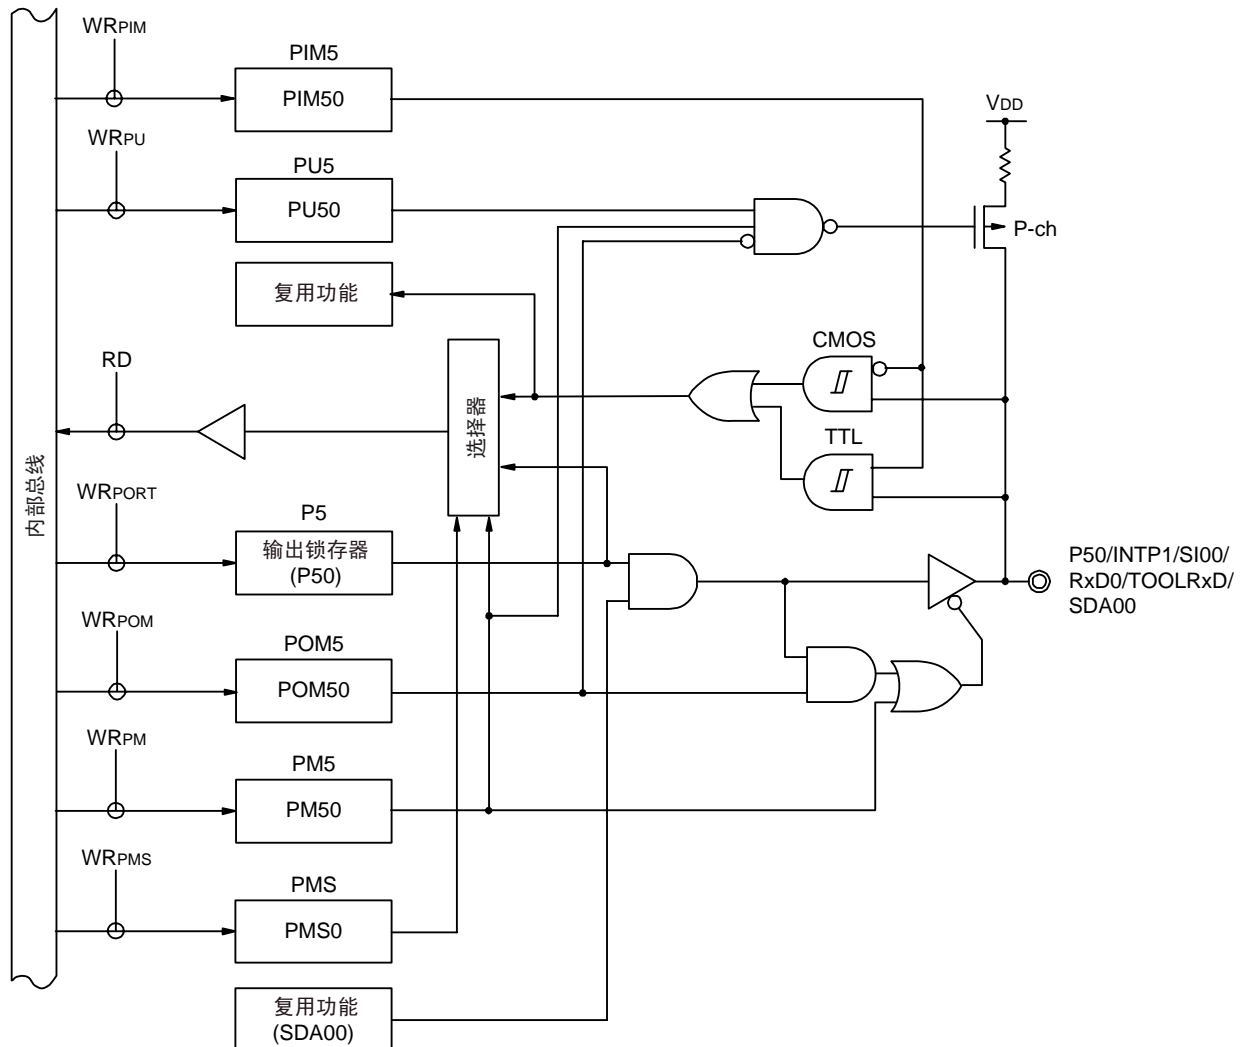 WRPIM
PIM5
PIM50
VDD
WRPU
PU5
PU50
P-ch
复用功能
CMOS
RD
选择器
TTL
内部总线
WRPORT
P5
输出锁存器
(P50)
P50/INTP1/SI00/
RxD0/TOOLRxD/
SDA00
WRPOM
POM5
POM50
WRPM
PM5
PM50
WRPMS
PMS
PMS0
复用功能
(SDA00)